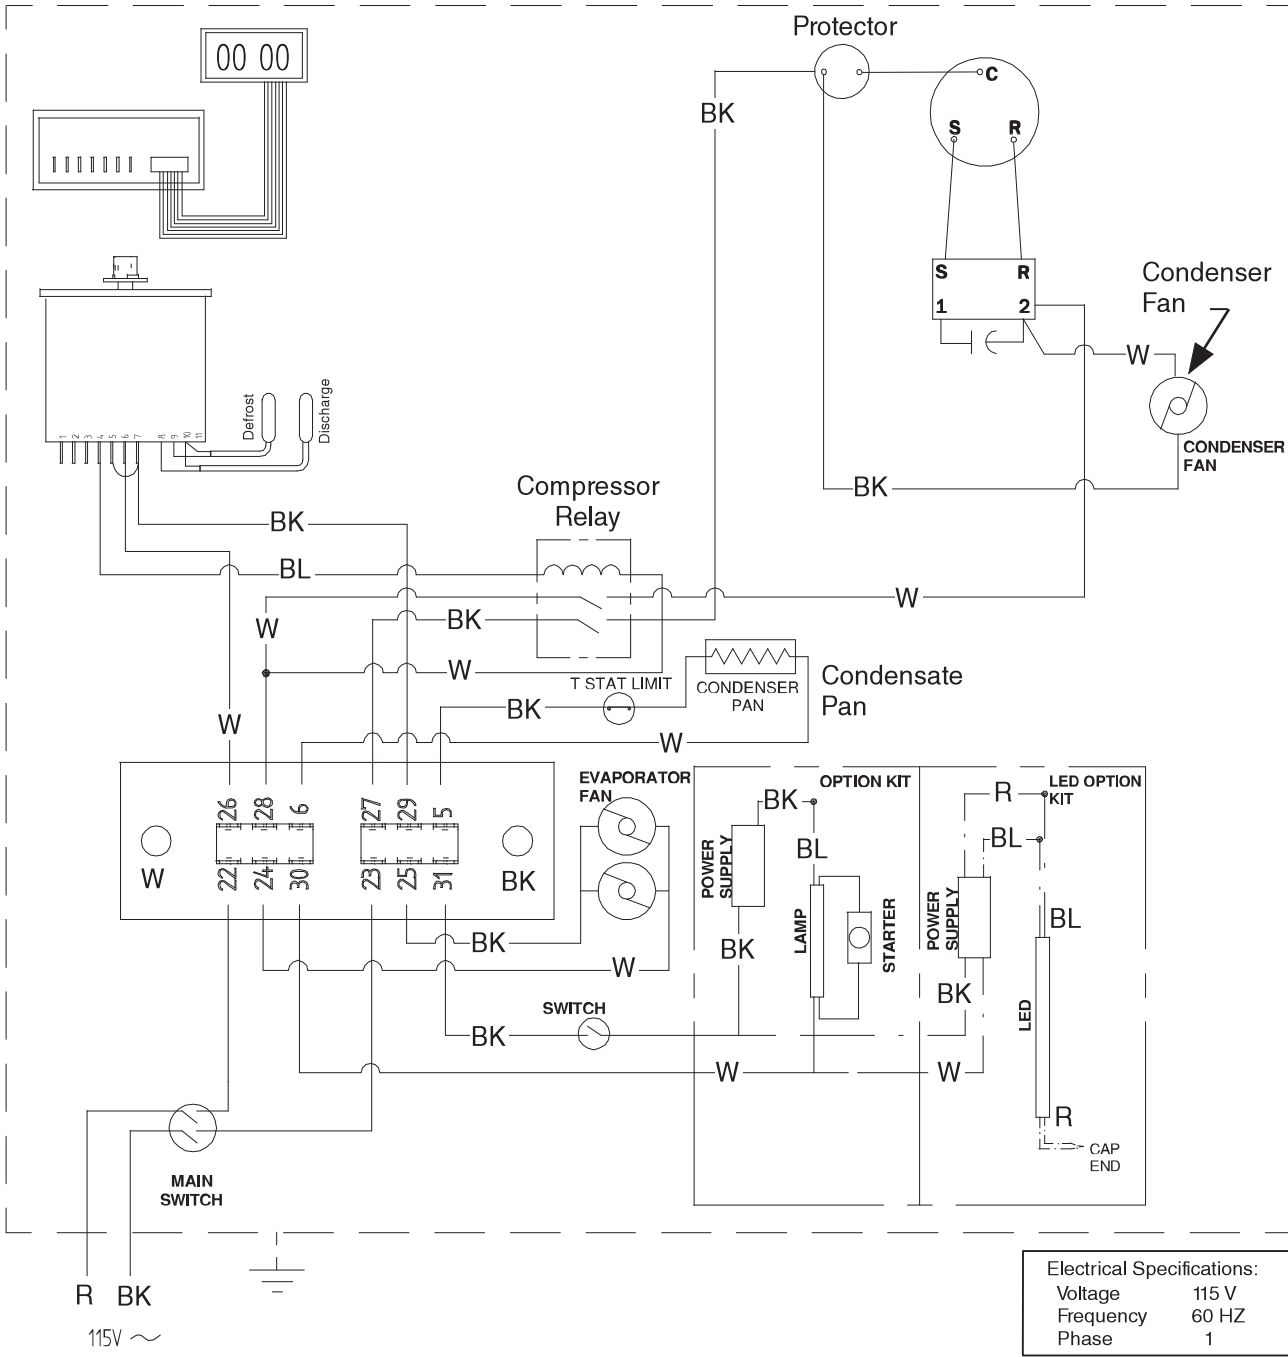 Protector
00 00
C
BK
S
R
S
R
1
2
Condenser
Fan
W
CONDENSER
FAN
Defrost
Discharge
1 2 3 4 5 6 7 8 9 10 11
BK
Compressor
Relay
BK
BL
W
W
BK
W
T STAT LIMIT
CONDENSER
PAN
Condensate
Pan
BK
W
W
26 28 6 27 29 5
W
BK
22 24 30 23 25 31
EVAPORATOR
FAN
BK
W
OPTION KIT
BK
POWER
SUPPLY
BL
BK
LAMP
STARTER
LED OPTION
KIT
R
BL
POWER
SUPPLY
BL
BK
LED
SWITCH
BK
W
W
R
CAP
END
MAIN
SWITCH
R BK
115V
Electrical Specifications:
Voltage 115 V
Frequency 60 HZ
Phase 1